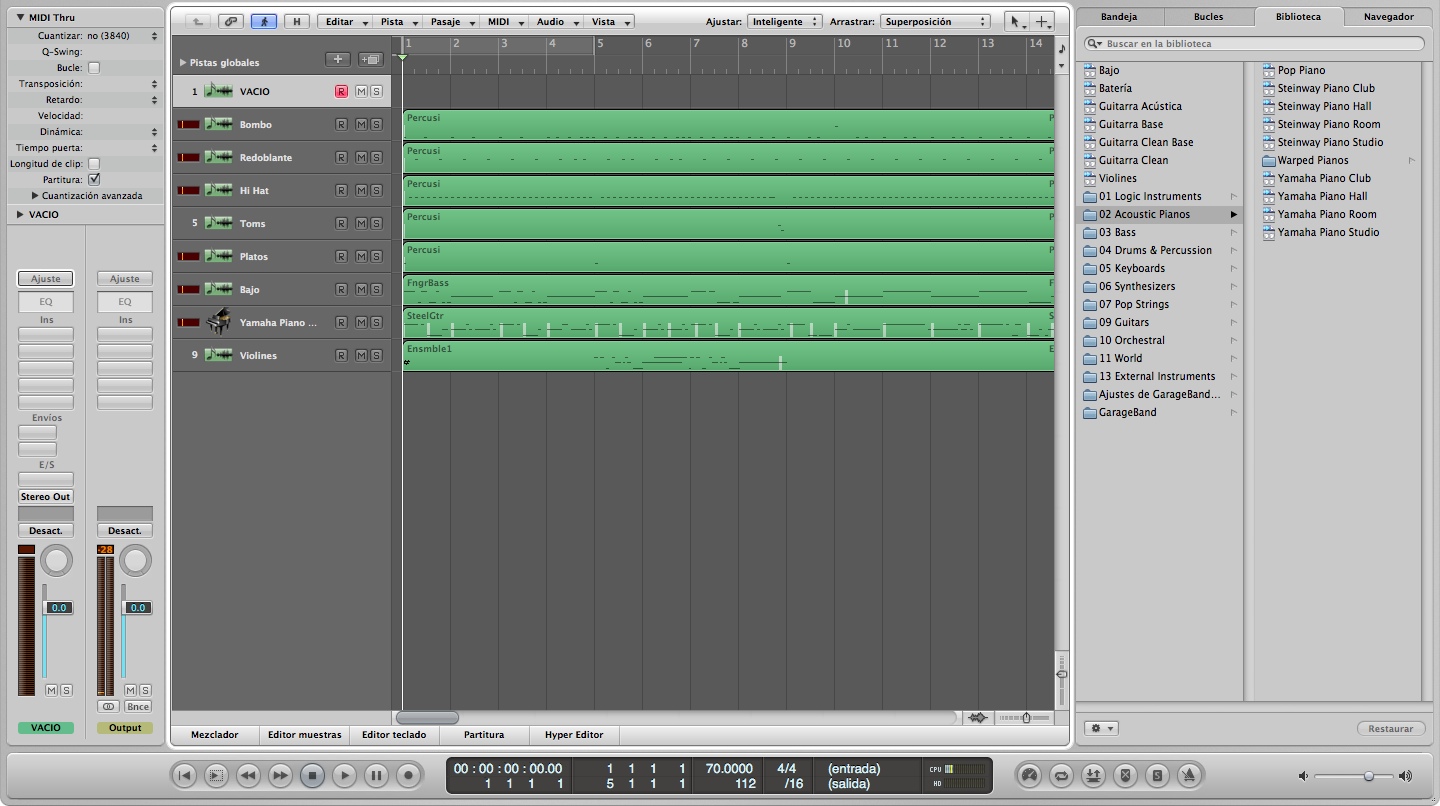 MIDI Thru
Cuantizar: no (3840)
Q-Swing:
Bucle:
Transposición:
Retardo:
Velocidad:
Dinámica:
Tiempo puerta:
Longitud de clip:
Partitura:
Cuantización avanzada
VACIO
Ajuste Ajuste
EQ EQ
Ins Ins
Envíos
E/S
Stereo Out
Desact. Desact.
-28
0.0 0.0
M S M S
Bnce
VACIO Output
H Editar Pista Pasaje MIDI Audio Vista Ajustar: Inteligente Arrastrar: Superposición
Pistas globales
1 2 3 4 5 6 7 8 9 10 11 12 13 14
1 VACIO R M S
Bombo R M S
Percusi P
Redoblante R M S
Percusi P
Hi Hat R M S
Percusi P
5 Toms R M S
Percusi P
Platos R M S
Percusi P
Bajo R M S
FngrBass F
Yamaha Piano ... R M S
SteelGtr S
9 Violines R M S
Ensmble1 E
Mezclador Editor muestras Editor teclado Partitura Hyper Editor
Bandeja Bucles Biblioteca Navegador
Buscar en la biblioteca
Bajo
Batería
Guitarra Acústica
Guitarra Base
Guitarra Clean Base
Guitarra Clean
Violines
01 Logic Instruments
02 Acoustic Pianos
03 Bass
04 Drums & Percussion
05 Keyboards
06 Synthesizers
07 Pop Strings
09 Guitars
10 Orchestral
11 World
13 External Instruments
Ajustes de GarageBand...
GarageBand
Pop Piano
Steinway Piano Club
Steinway Piano Hall
Steinway Piano Room
Steinway Piano Studio
Warped Pianos
Yamaha Piano Club
Yamaha Piano Hall
Yamaha Piano Room
Yamaha Piano Studio
Restaurar
00 : 00 : 00 : 00.00 1 1 1 1 70.0000 4/4 (entrada) CPU
1 1 1 1 5 1 1 1 112 /16 (salida) HD
S